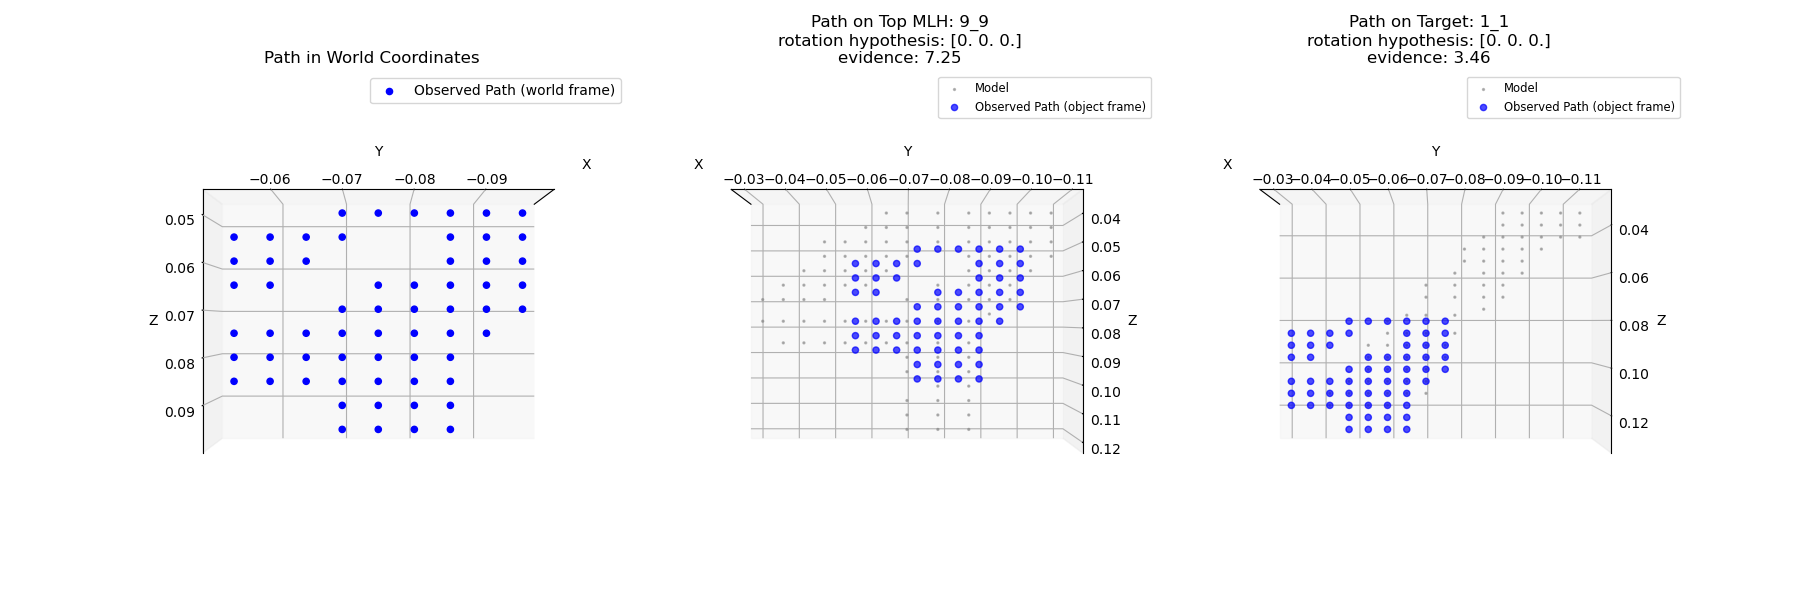 Path in World Coordinates
Observed Path (world frame)
Y
X
−0.06 −0.07 −0.08 −0.09
0.05
0.06
0.07
Z
0.08
0.09
Path on Top MLH: 9_9
rotation hypothesis: [0. 0. 0.]
evidence: 7.25
Model
Observed Path (object frame)
Y
X
−0.03 −0.04 −0.05 −0.06 −0.07 −0.08 −0.09 −0.10 −0.11
0.04
0.05
0.06
0.07
Z
0.08
0.09
0.10
0.11
0.12
Path on Target: 1_1
rotation hypothesis: [0. 0. 0.]
evidence: 3.46
Model
Observed Path (object frame)
Y
X
−0.03 −0.04 −0.05 −0.06 −0.07 −0.08 −0.09 −0.10 −0.11
0.04
0.06
0.08
Z
0.10
0.12